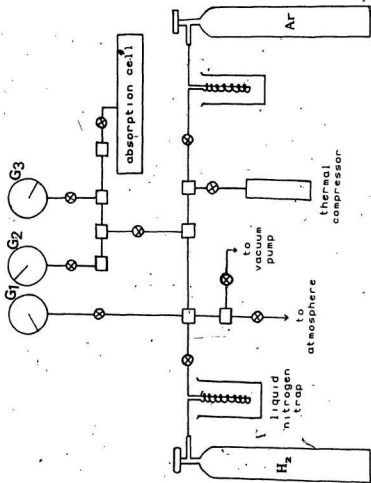 G1
G2
G3
absorption cell
Ar
thermal
compressor
to
vacuum
pump
to
atmosphere
liquid
nitrogen
trap
H₂